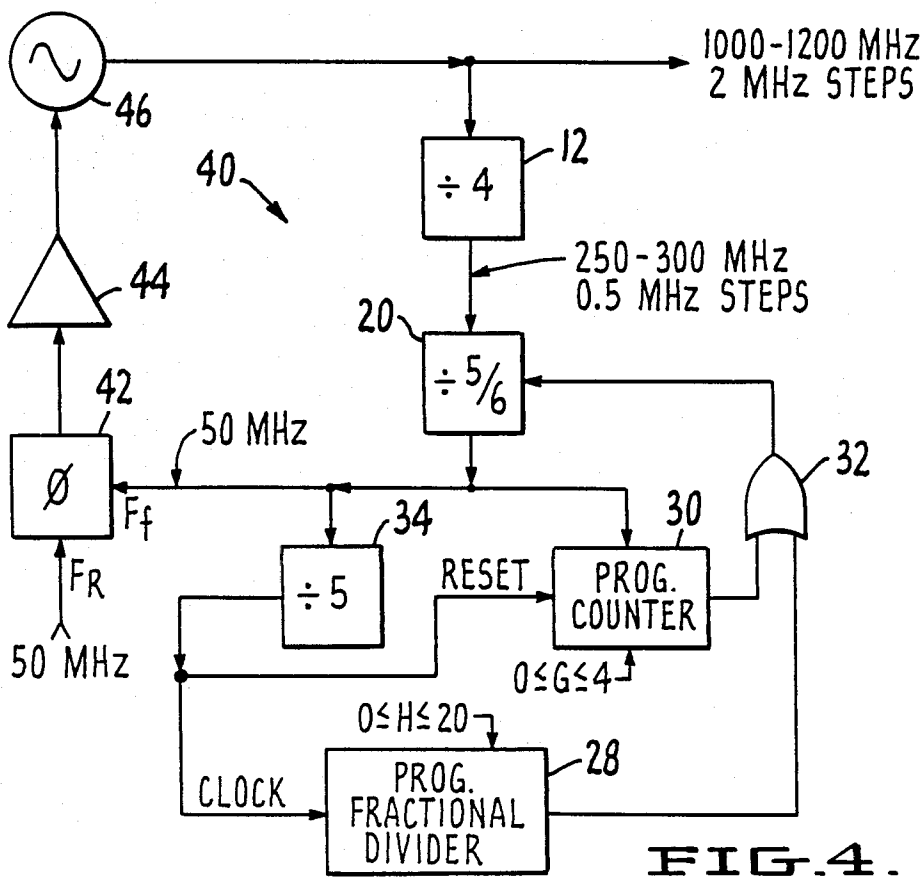 1000-1200 MHz
2 MHz STEPS
46
12
÷ 4
40
250-300 MHz
0.5 MHz STEPS
44
20
÷ 5/6
42
50 MHz
32
Ø
Ff
34
30
FR
÷ 5
RESET
PROG.
COUNTER
50 MHz
0≤G≤4
0≤H≤20
28
CLOCK
PROG.
FRACTIONAL
DIVIDER
FIG.4.